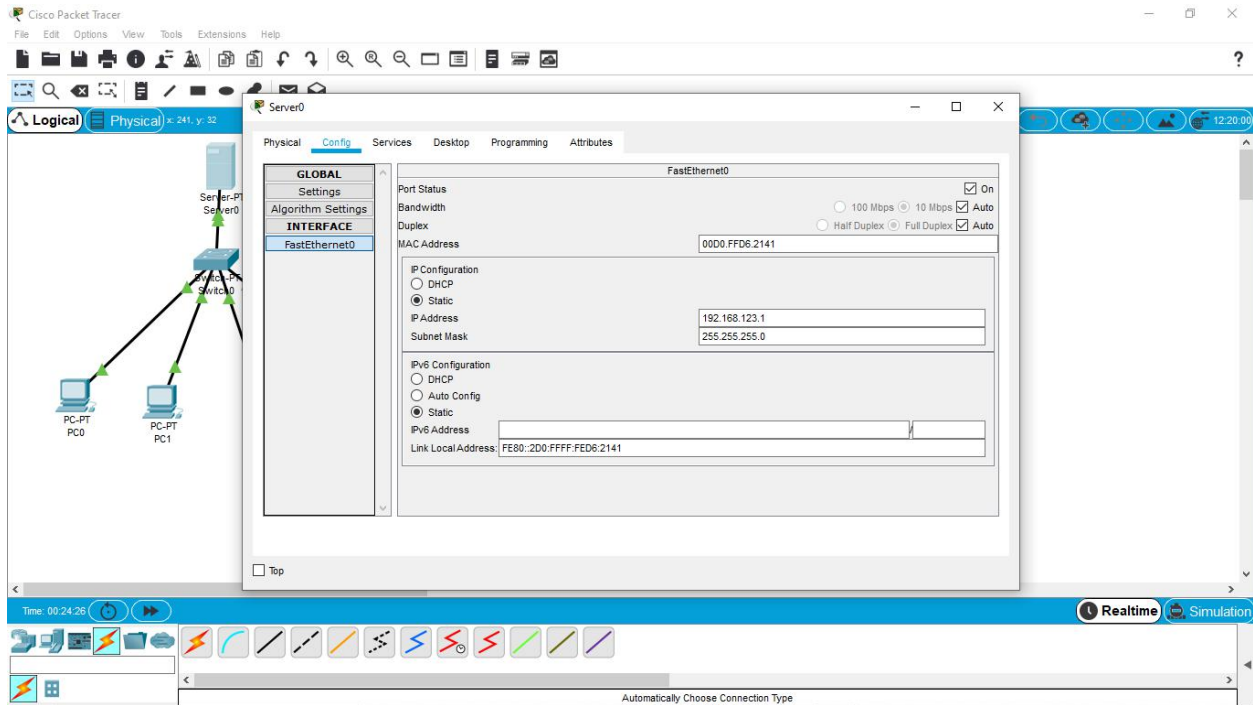 Cisco Packet Tracer
File Edit Options View Tools Extensions Help
?
Logical Physical x: 241, y: 32
12:20:00
Server0
Physical Config Services Desktop Programming Attributes
GLOBAL
Settings
Algorithm Settings
INTERFACE
FastEthernet0
FastEthernet0
Port Status On
Bandwidth 100 Mbps 10 Mbps Auto
Duplex Half Duplex Full Duplex Auto
MAC Address 00D0.FFD6.2141
IP Configuration
DHCP
Static
IP Address 192.168.123.1
Subnet Mask 255.255.255.0
IPv6 Configuration
DHCP
Auto Config
Static
IPv6 Address /
Link Local Address: FE80::2D0:FFFF:FED6:2141
Top
Server-PT
Server0
Switch-PT
Switch0
PC-PT
PC0
PC-PT
PC1
Time: 00:24:26
Realtime Simulation
Automatically Choose Connection Type